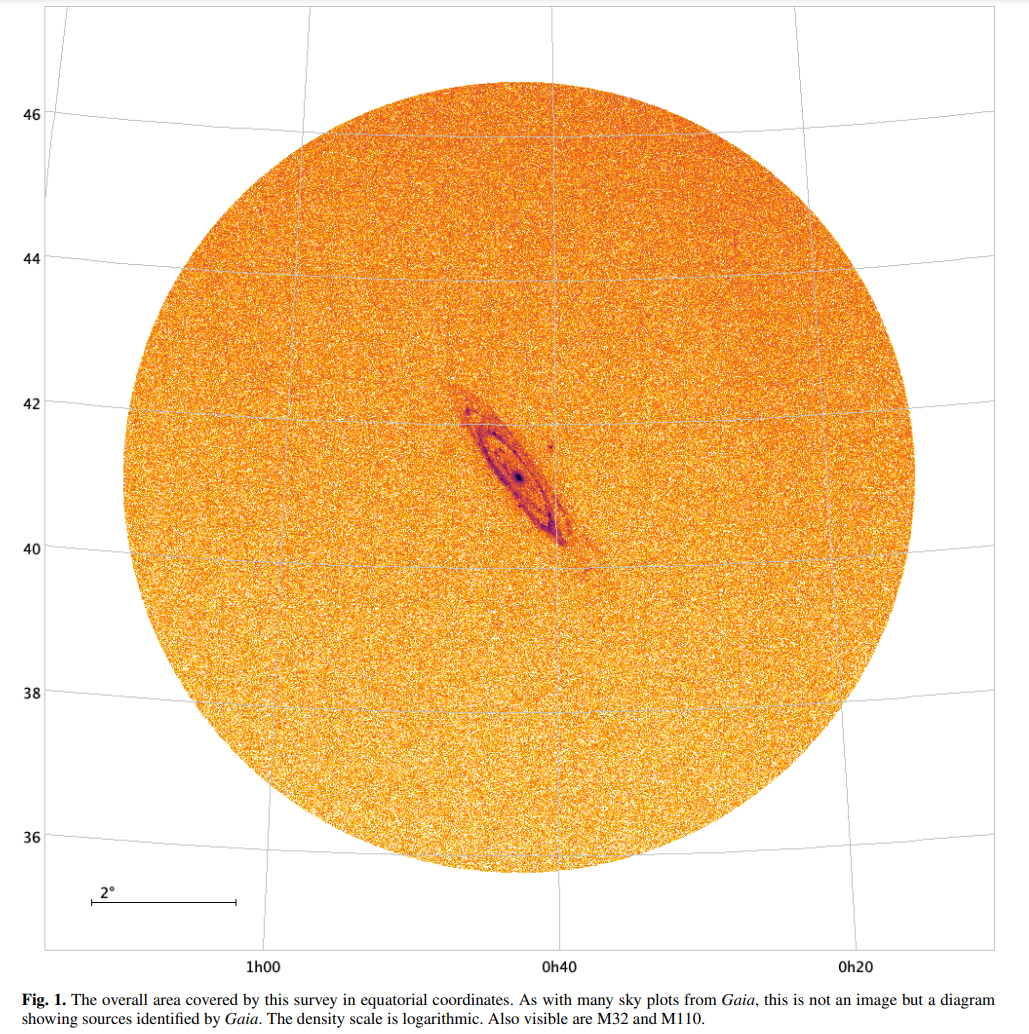 46
44
42
40
38
36
2°
1h00 0h40 0h20
Fig. 1. The overall area covered by this survey in equatorial coordinates. As with many sky plots from Gaia, this is not an image but a diagram
showing sources identified by Gaia. The density scale is logarithmic. Also visible are M32 and M110.